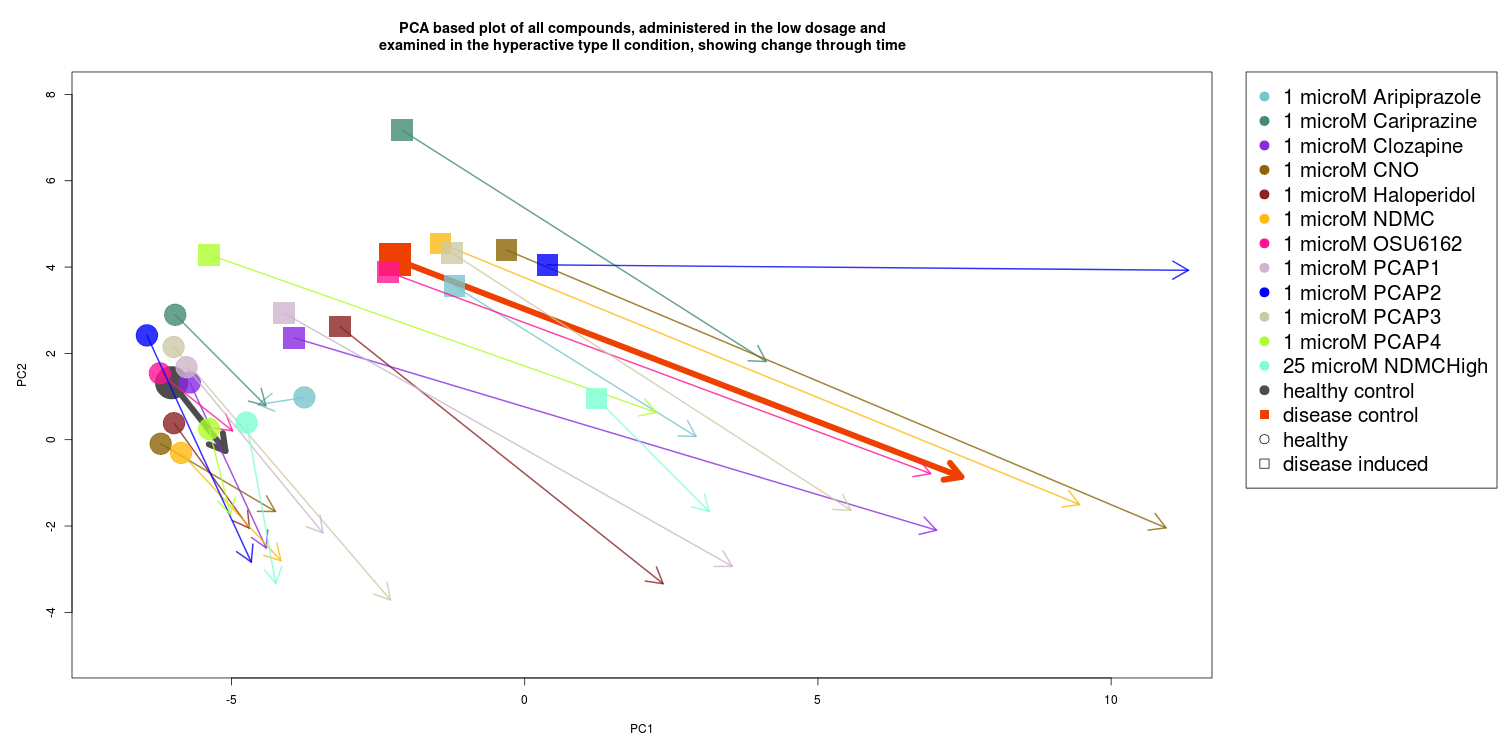 PCA based plot of all compounds, administered in the low dosage and
examined in the hyperactive type II condition, showing change through time
8
6
4
2
0
-2
-4
PC2
-5
0
5
10
PC1
1 microM Aripiprazole
1 microM Cariprazine
1 microM Clozapine
1 microM CNO
1 microM Haloperidol
1 microM NDMC
1 microM OSU6162
1 microM PCAP1
1 microM PCAP2
1 microM PCAP3
1 microM PCAP4
25 microM NDMCHigh
healthy control
disease control
healthy
disease induced